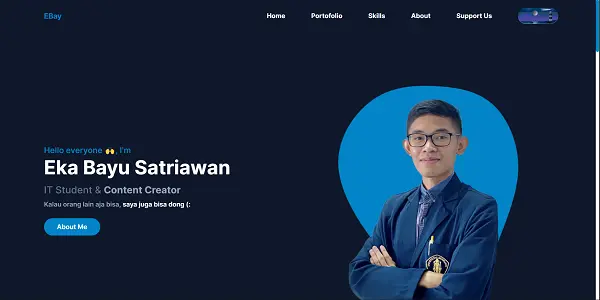 EBay
Home Portofolio Skills About Support Us
Hello everyone 🙌, I'm
Eka Bayu Satriawan
IT Student & Content Creator
Kalau orang lain aja bisa, saya juga bisa dong (:
About Me